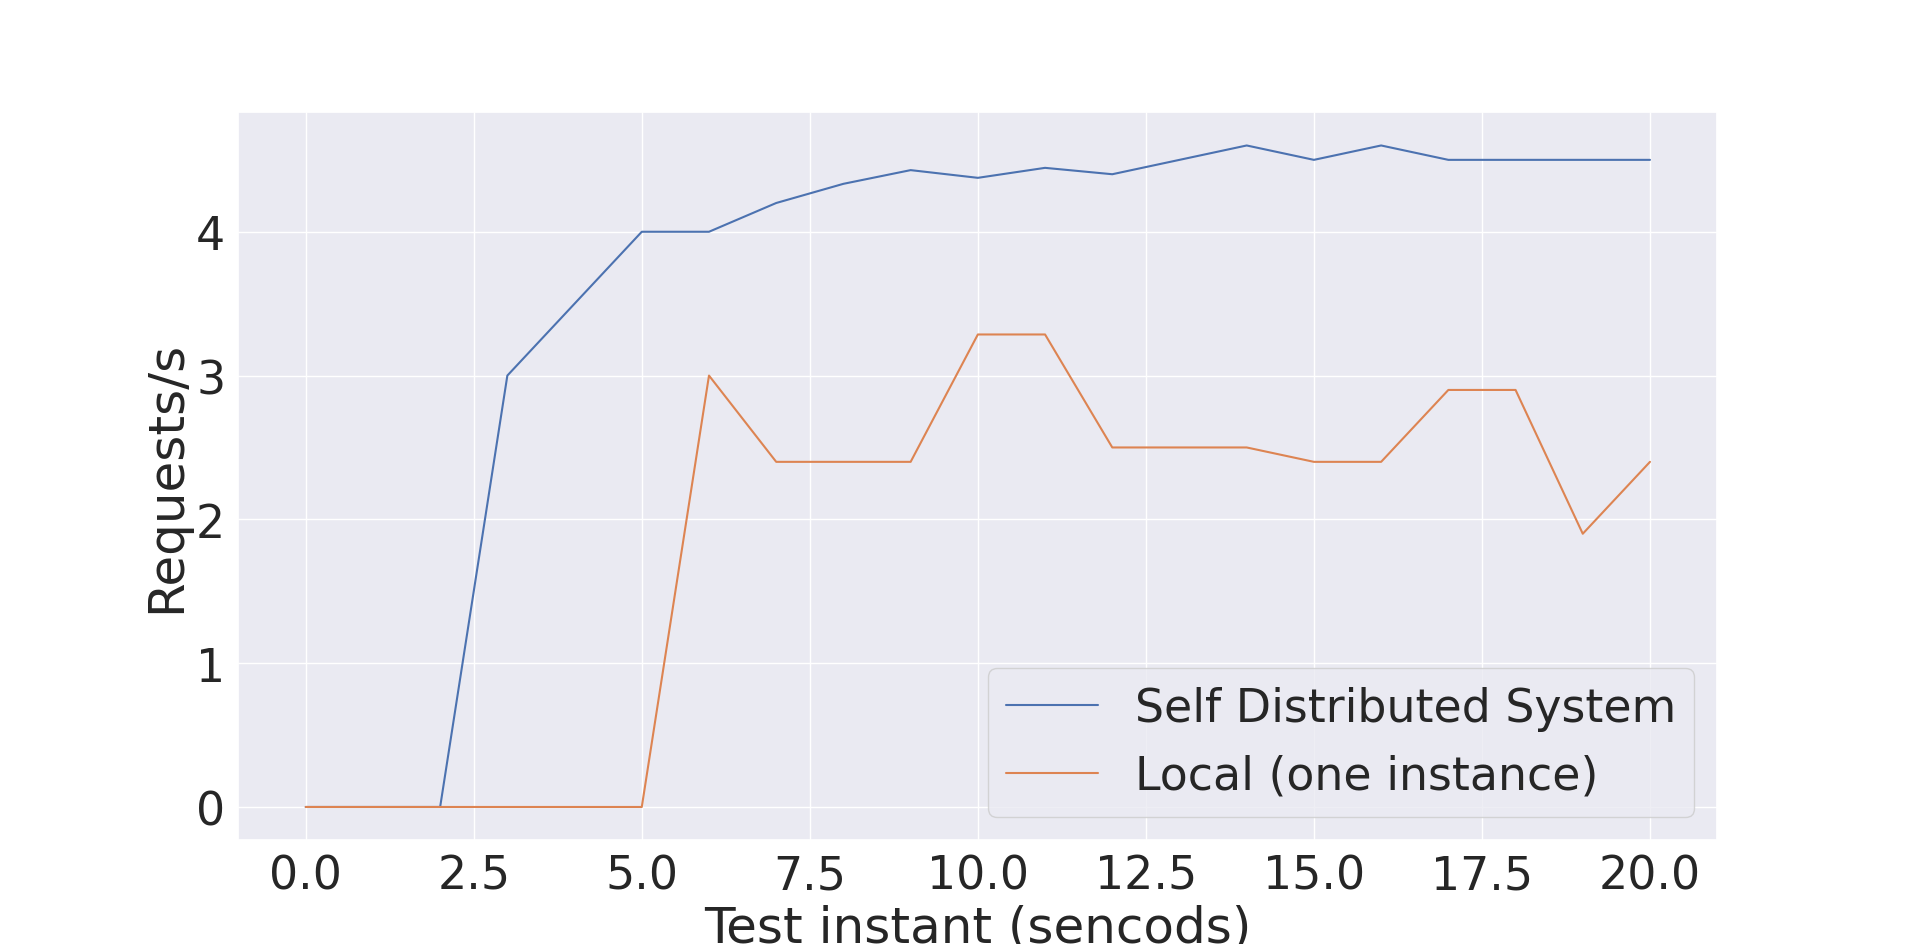 4
3
2
1
0
Requests/s
Self Distributed System
Local (one instance)
0.0 2.5 5.0 7.5 10.0 12.5 15.0 17.5 20.0
Test instant (sencods)